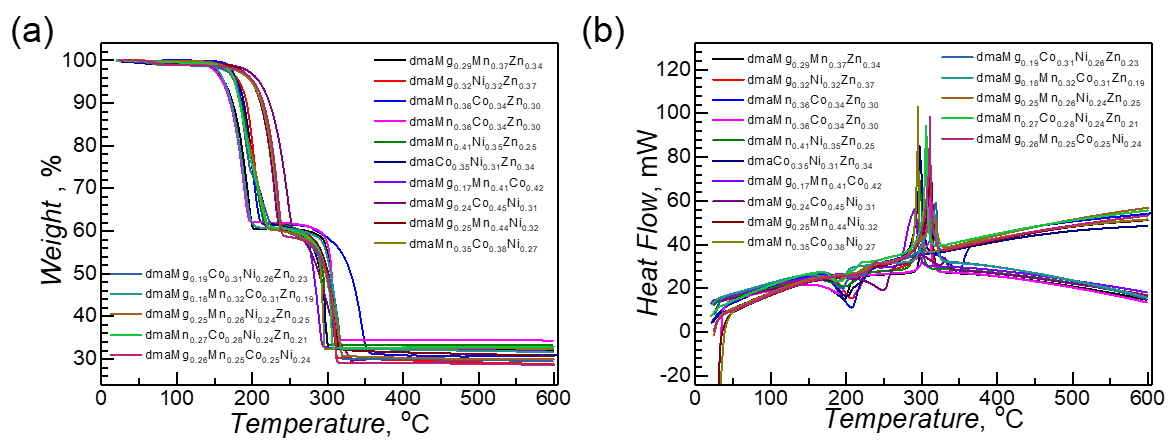 (a)
Weight, %
100
90
80
70
60
50
40
30
0 100 200 300 400 500 600
Temperature, °C
dmaMg0.29Mn0.37Zn0.34
dmaMg0.32Ni0.32Zn0.37
dmaMn0.36Co0.34Zn0.30
dmaMn0.36Co0.34Zn0.30
dmaMn0.41Ni0.35Zn0.25
dmaCo0.35Ni0.31Zn0.34
dmaMg0.17Mn0.41Co0.42
dmaMg0.24Co0.45Ni0.31
dmaMg0.25Mn0.44Ni0.32
dmaMn0.35Co0.38Ni0.27
dmaMg0.19Co0.31Ni0.26Zn0.23
dmaMg0.18Mn0.32Co0.31Zn0.19
dmaMg0.25Mn0.26Ni0.24Zn0.25
dmaMn0.27Co0.28Ni0.24Zn0.21
dmaMg0.26Mn0.25Co0.25Ni0.24
(b)
Heat Flow, mW
120
100
80
60
40
20
0
-20
0 100 200 300 400 500 600
Temperature, °C
dmaMg0.29Mn0.37Zn0.34
dmaMg0.32Ni0.32Zn0.37
dmaMn0.36Co0.34Zn0.30
dmaMn0.36Co0.34Zn0.30
dmaMn0.41Ni0.35Zn0.25
dmaCo0.35Ni0.31Zn0.34
dmaMg0.17Mn0.41Co0.42
dmaMg0.24Co0.45Ni0.31
dmaMg0.25Mn0.44Ni0.32
dmaMn0.35Co0.38Ni0.27
dmaMg0.19Co0.31Ni0.26Zn0.23
dmaMg0.18Mn0.32Co0.31Zn0.19
dmaMg0.25Mn0.26Ni0.24Zn0.25
dmaMn0.27Co0.28Ni0.24Zn0.21
dmaMg0.26Mn0.25Co0.25Ni0.24